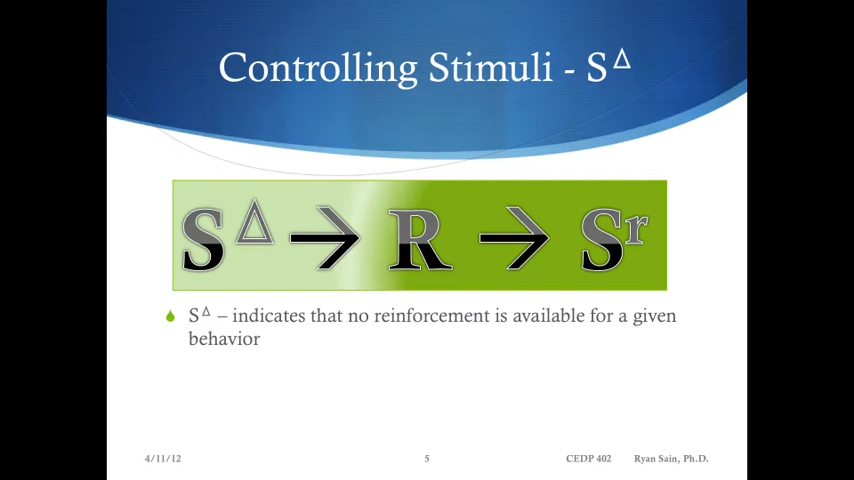 Controlling Stimuli - SΔ
SΔ → R → Sr
SΔ – indicates that no reinforcement is available for a given
behavior
4/11/12 5 CEDP 402 Ryan Sain, Ph.D.